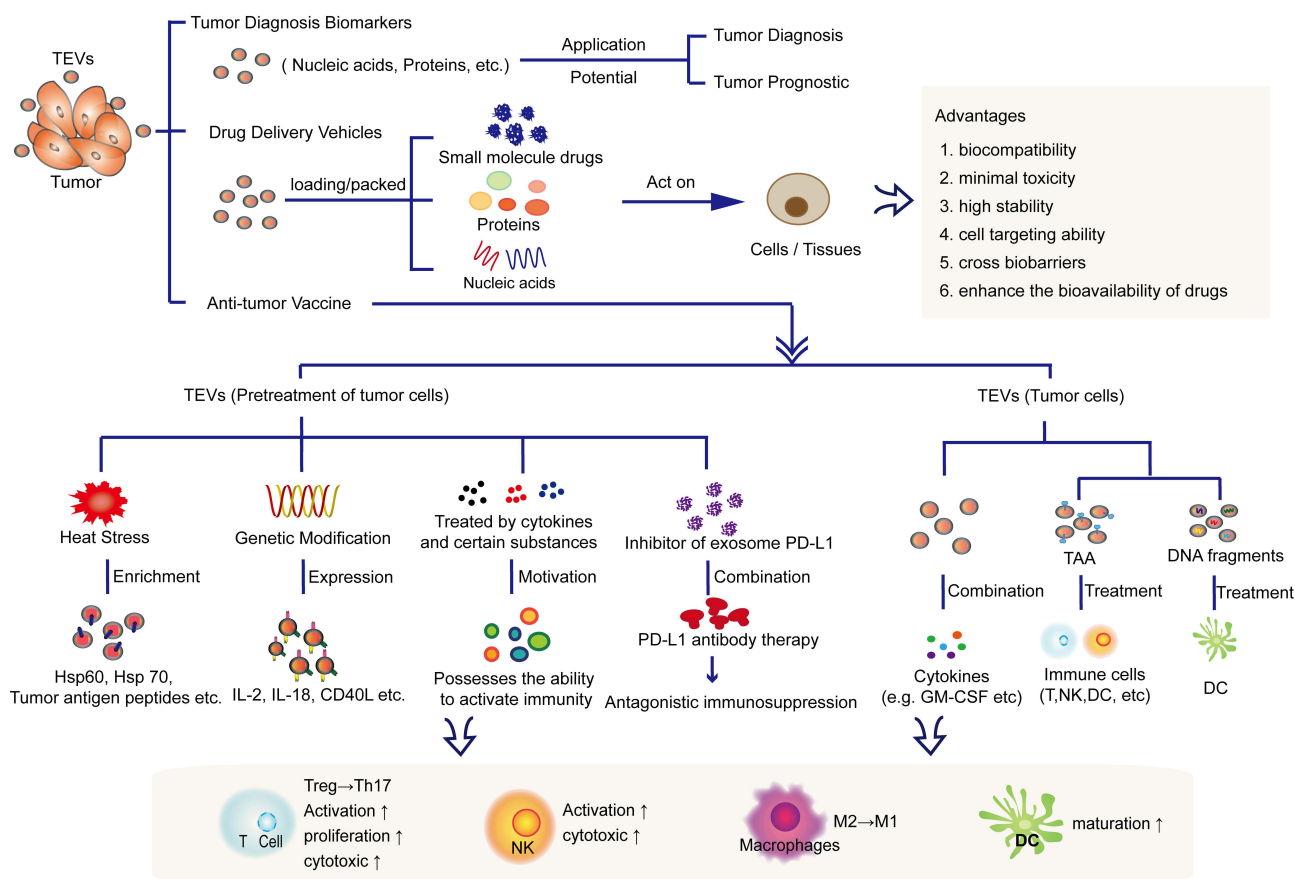 TEVs
Tumor
Tumor Diagnosis Biomarkers
( Nucleic acids, Proteins, etc.)
Application
Potential
Tumor Diagnosis
Tumor Prognostic
Drug Delivery Vehicles
loading/packed
Small molecule drugs
Proteins
Nucleic acids
Act on
Cells / Tissues
Advantages
1. biocompatibility
2. minimal toxicity
3. high stability
4. cell targeting ability
5. cross biobarriers
6. enhance the bioavailability of drugs
Anti-tumor Vaccine
TEVs (Pretreatment of tumor cells)
TEVs (Tumor cells)
Heat Stress
Enrichment
Hsp60, Hsp 70,
Tumor antigen peptides etc.
Genetic Modification
Expression
IL-2, IL-18, CD40L etc.
Treated by cytokines
and certain substances
Motivation
Possesses the ability
to activate immunity
Inhibitor of exosome PD-L1
Combination
PD-L1 antibody therapy
Antagonistic immunosuppression
Combination
Cytokines
(e.g. GM-CSF etc)
TAA
Treatment
Immune cells
(T,NK,DC, etc)
DNA fragments
Treatment
DC
T Cell
Treg→Th17
Activation ↑
proliferation ↑
cytotoxic ↑
NK
Activation ↑
cytotoxic ↑
Macrophages
M2→M1
DC
maturation ↑